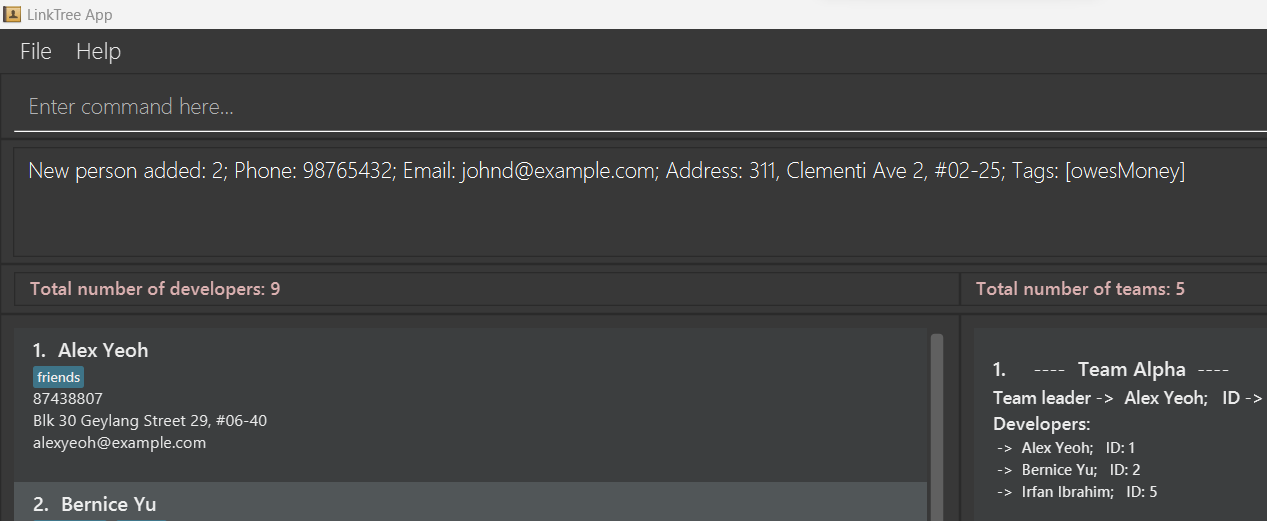 LinkTree App
File Help
Enter command here...
New person added: 2; Phone: 98765432; Email: johnd@example.com; Address: 311, Clementi Ave 2, #02-25; Tags: [owesMoney]
Total number of developers: 9
Total number of teams: 5
1. Alex Yeoh
friends
87438807
Blk 30 Geylang Street 29, #06-40
alexyeoh@example.com
2. Bernice Yu
1. ---- Team Alpha ----
Team leader -> Alex Yeoh; ID ->
Developers:
-> Alex Yeoh; ID: 1
-> Bernice Yu; ID: 2
-> Irfan Ibrahim; ID: 5